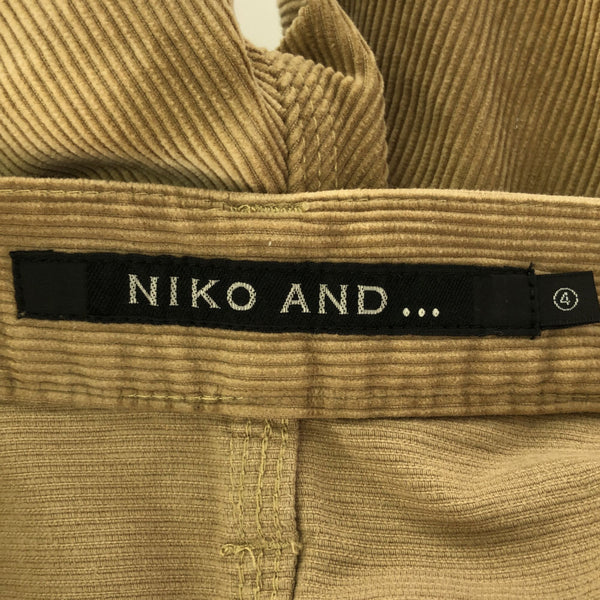 NIKO AND ...
④